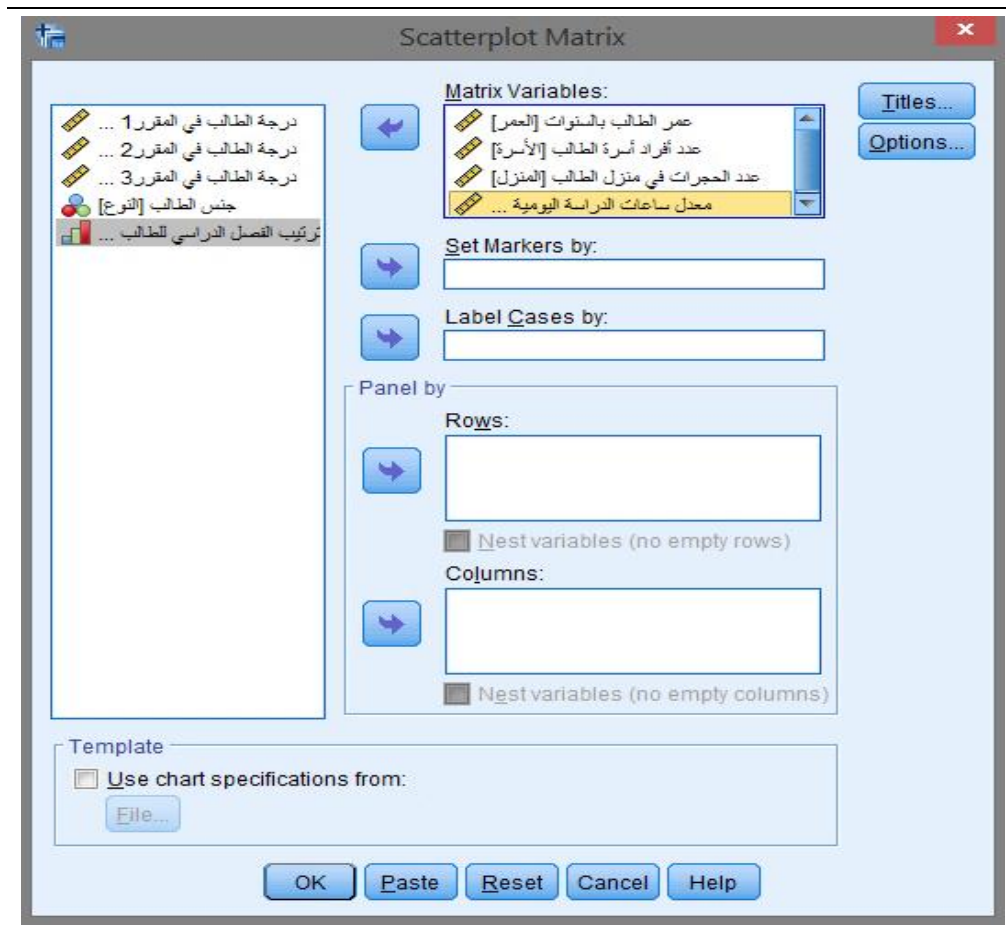 Scatterplot Matrix
درجة الطالب في المقرر1 ...
درجة الطالب في المقرر2 ...
درجة الطالب في المقرر3 ...
جنس الطالب [النوع]
ترتيب الفصل الدراسي للطالب ...
Matrix Variables:
عمر الطالب بالسنوات [العمر]
عدد أفراد أسرة الطالب [الأسرة]
عدد الحجرات في منزل الطالب [المنزل]
معدل ساعات الدراسة اليومية ...
Titles...
Options...
Set Markers by:
Label Cases by:
Panel by
Rows:
Nest variables (no empty rows)
Columns:
Nest variables (no empty columns)
Template
Use chart specifications from:
File...
OK Paste Reset Cancel Help